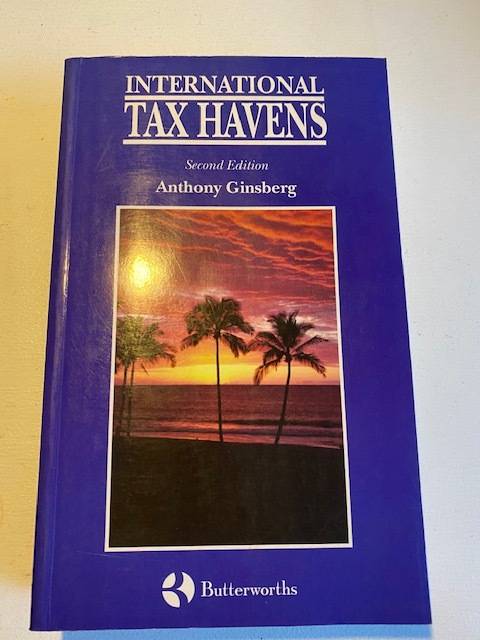 INTERNATIONAL
TAX HAVENS
Second Edition
Anthony Ginsberg
Butterworths